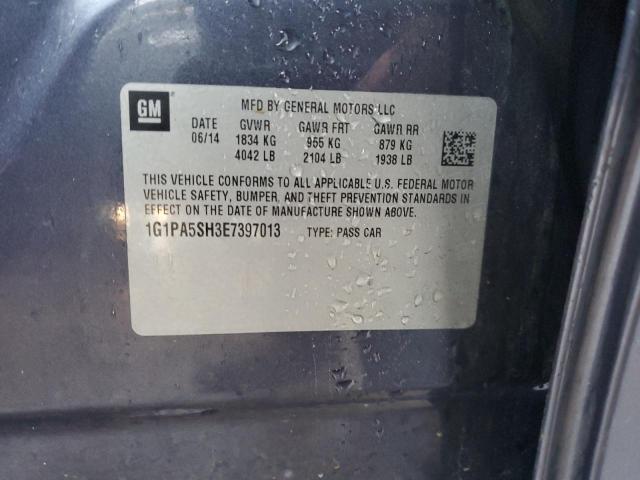 GM
MFD BY GENERAL MOTORS LLC
DATE GVWR GAWR FRT GAWR RR
06/14 1834 KG 955 KG 879 KG
4042 LB 2104 LB 1938 LB
THIS VEHICLE CONFORMS TO ALL APPLICABLE U.S. FEDERAL MOTOR
VEHICLE SAFETY, BUMPER, AND THEFT PREVENTION STANDARDS IN
EFFECT ON THE DATE OF MANUFACTURE SHOWN ABOVE.
1G1PA5SH3E7397013 TYPE: PASS CAR